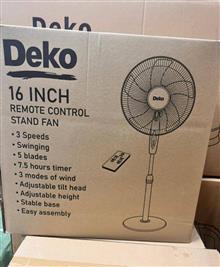 Deko
16 INCH
REMOTE CONTROL
STAND FAN
• 3 Speeds
• Swinging
• 5 blades
• 7.5 hours timer
• 3 modes of wind
• Adjustable tilt head
• Adjustable height
• Stable base
• Easy assembly
Deko